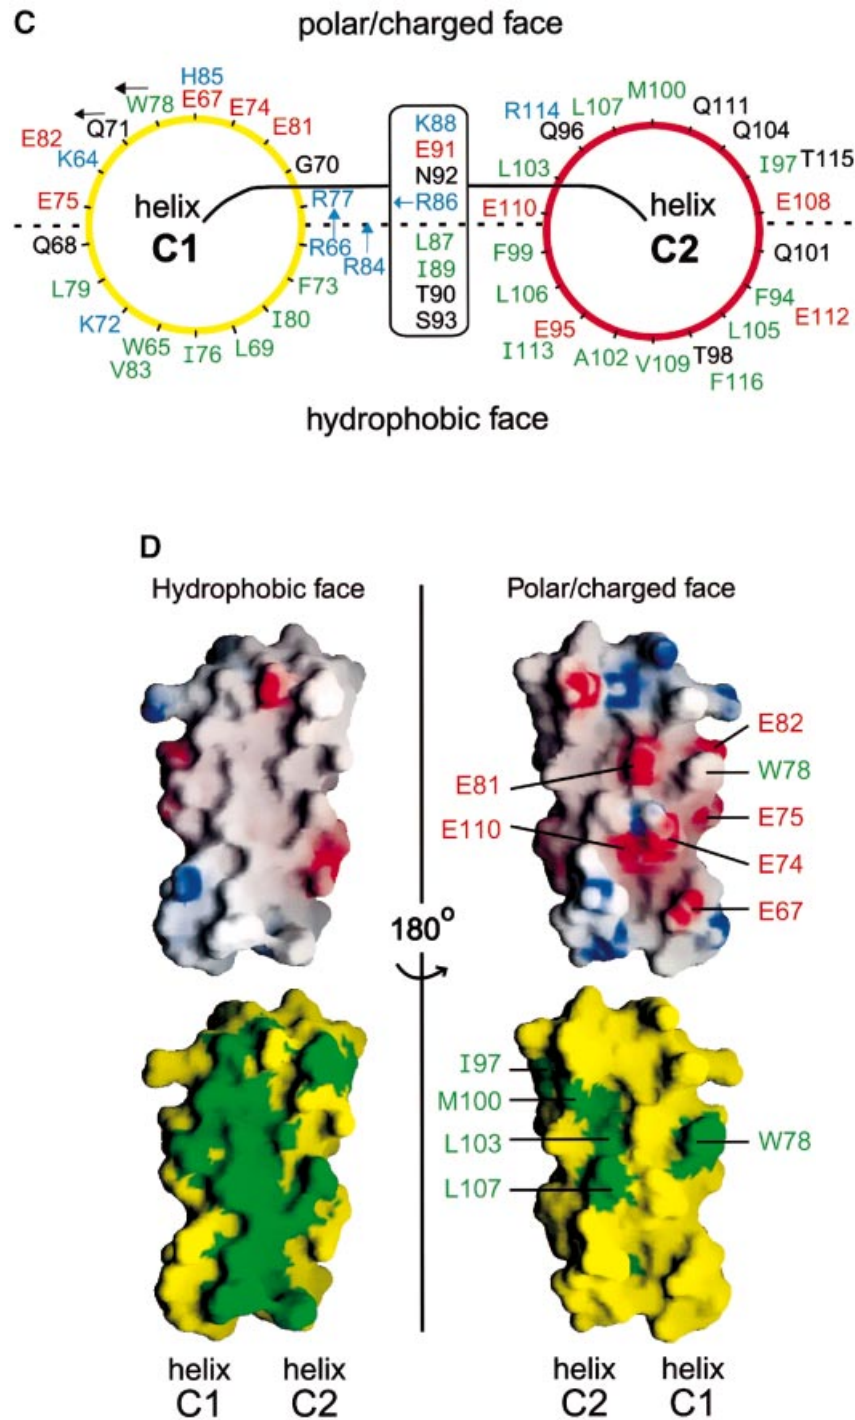 C
polar/charged face
H85
W78 E67 E74
E82 Q71 E81
K64 G70
E75 R77
helix
C1
Q68 R66
R84
L79 F73
K72 I80
W65 I76 L69
V83
K88
E91
N92
R86
L87
I89
T90
S93
M100
R114 L107 Q111
Q96 Q104
L103 I97 T115
E110 E108
helix
C2
F99 Q101
L106 F94
E95 L105 E112
I113 A102 V109 T98
F116
hydrophobic face
D
Hydrophobic face Polar/charged face
E82
W78
E81
E75
E110
E74
E67
180°
I97
M100
L103 W78
L107
helix helix helix helix
C1 C2 C2 C1